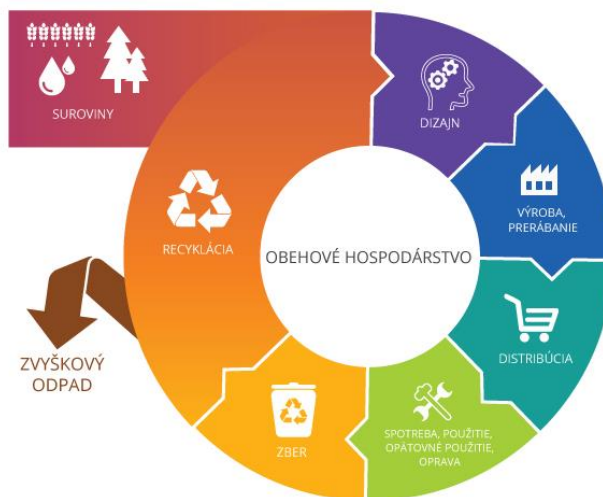 SUROVINY
DIZAJN
VÝROBA,
PRERÁBANIE
RECYKLÁCIA
OBEHOVÉ HOSPODÁRSTVO
DISTRIBÚCIA
ZVYŠKOVÝ
ODPAD
SPOTREBA, POUŽITIE,
OPÄTOVNÉ POUŽITIE,
OPRAVA
ZBER